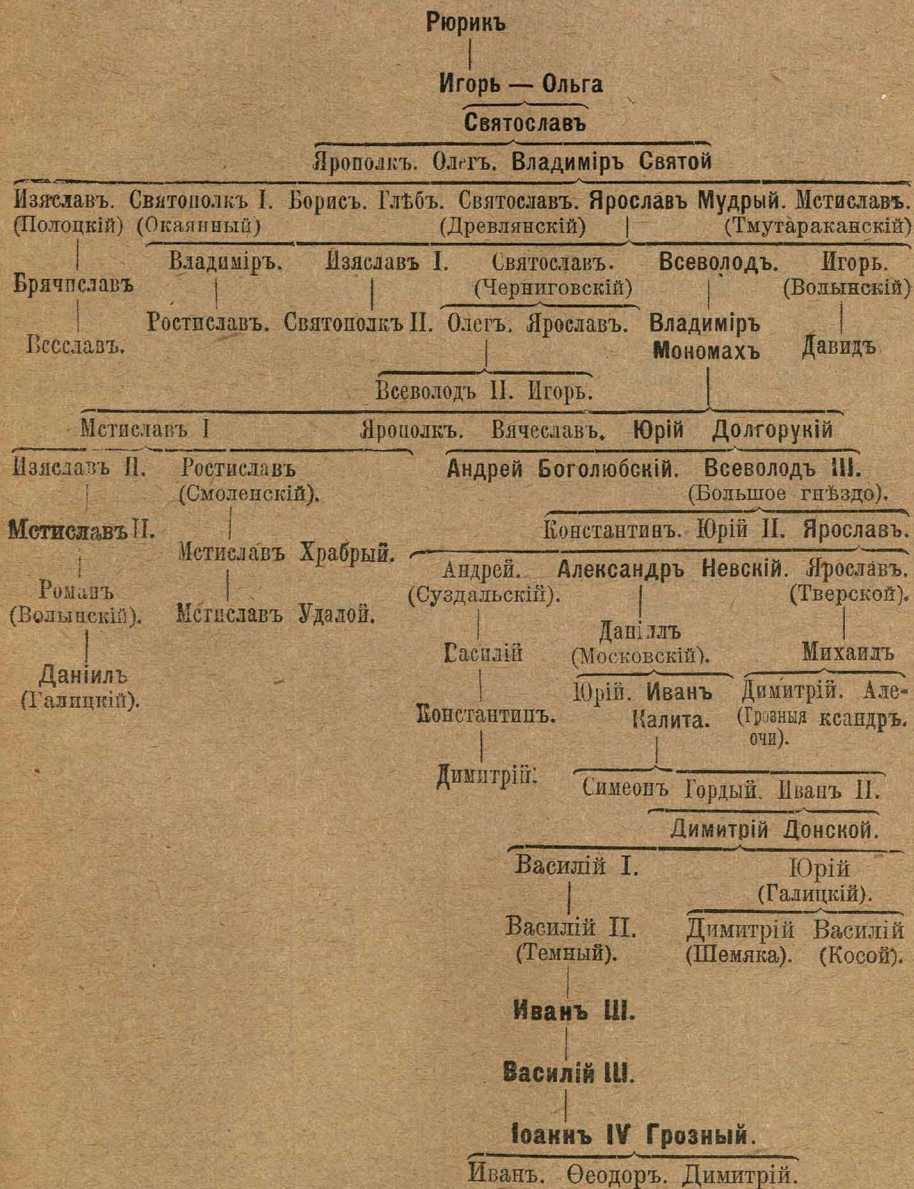 Рюрикъ
Игорь — Ольга
Святославъ
Ярополкъ. Олегъ. Владиміръ Святой
Изяславъ. Святополкъ I. Борисъ. Глѣбъ. Святославъ. Ярославъ Мудрый. Мстиславъ.
(Полоцкій) (Окаянный) (Древлянскій) (Тмутараканскій)
Владиміръ. Изяславъ I. Святославъ. Всеволодъ. Игорь.
Брячиславъ (Черниговскій) (Волынскій)
Ростиславъ. Святополкъ II. Олегъ. Ярославъ. Владиміръ
Всеславъ. Мономахъ Давидъ
Всеволодъ II. Игорь.
Мстиславъ I Ярополкъ. Вячеславъ. Юрій Долгорукій
Изяславъ II. Ростиславъ Андрей Боголюбскій. Всеволодъ III.
(Смоленскій). (Большое гнѣздо).
Мстиславъ II. Константинъ. Юрій II. Ярославъ.
Мстиславъ Храбрый. Андрей. Александръ Невскій. Ярославъ.
Романъ (Суздальскій). (Тверской).
(Волынскій). Мстиславъ Удалой. Даніилъ
Василій (Московскій). Михаилъ
Даніилъ
(Галицкій). Юрій. Иванъ Димитрій. Але-
Константинъ. Калита. (Грозныя ксандръ.
очи).
Димитрій. Симеонъ Гордый. Иванъ II.
Димитрій Донской.
Василій I. Юрій
(Галицкій).
Василій II. Димитрій Василій
(Темный). (Шемяка). (Косой).
Иванъ III.
Василій III.
Іоаннъ IV Грозный.
Иванъ. Ѳеодоръ. Димитрій.